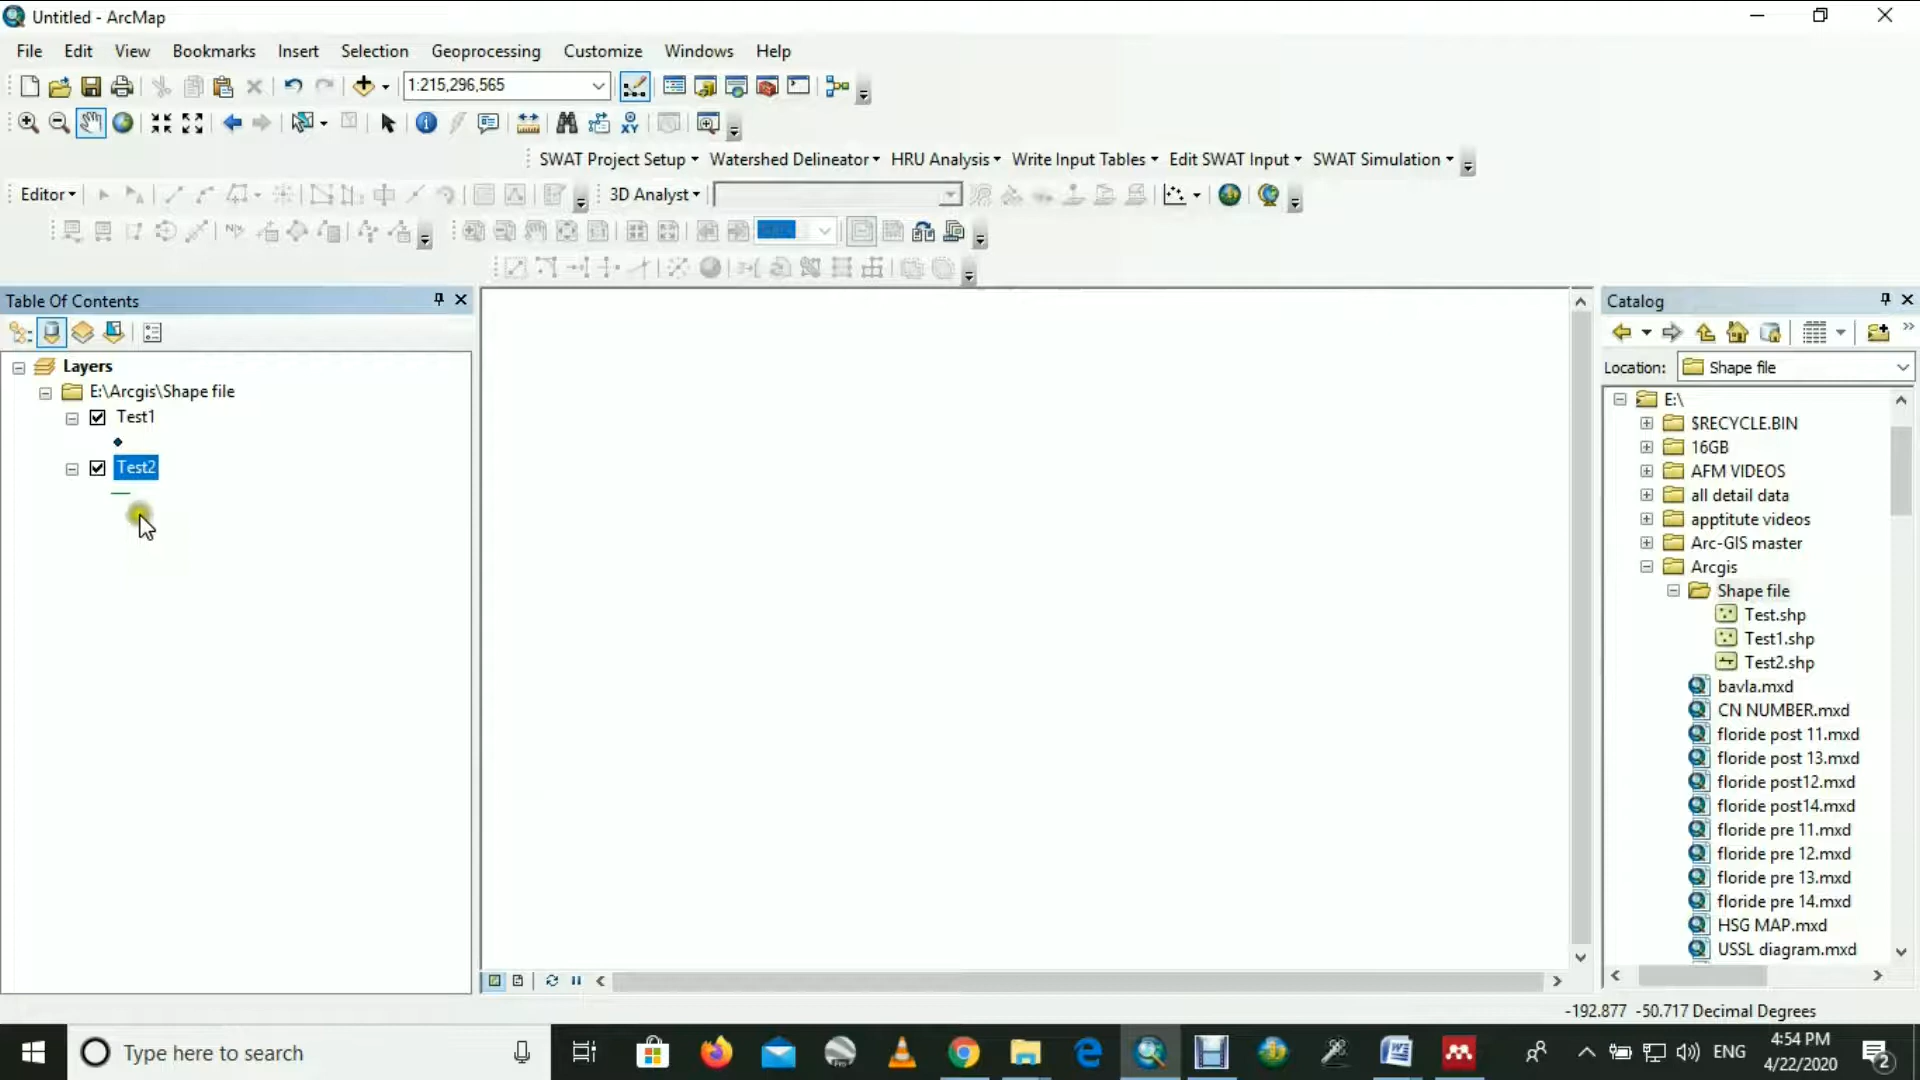 Untitled - ArcMap
File Edit View Bookmarks Insert Selection Geoprocessing Customize Windows Help
1:215,296,565
SWAT Project Setup Watershed Delineator HRU Analysis Write Input Tables Edit SWAT Input SWAT Simulation
Editor 3D Analyst
Table Of Contents
Layers
E:\Arcgis\Shape file
Test1
Test2
Catalog
Location: Shape file
E:\
$RECYCLE.BIN
16GB
AFM VIDEOS
all detail data
apptitute videos
Arc-GIS master
Arcgis
Shape file
Test.shp
Test1.shp
Test2.shp
bavla.mxd
CN NUMBER.mxd
floride post 11.mxd
floride post 13.mxd
floride post12.mxd
floride post14.mxd
floride pre 11.mxd
floride pre 12.mxd
floride pre 13.mxd
floride pre 14.mxd
HSG MAP.mxd
USSL diagram.mxd
-192.877 -50.717 Decimal Degrees
Type here to search
ENG
4:54 PM
4/22/2020
2